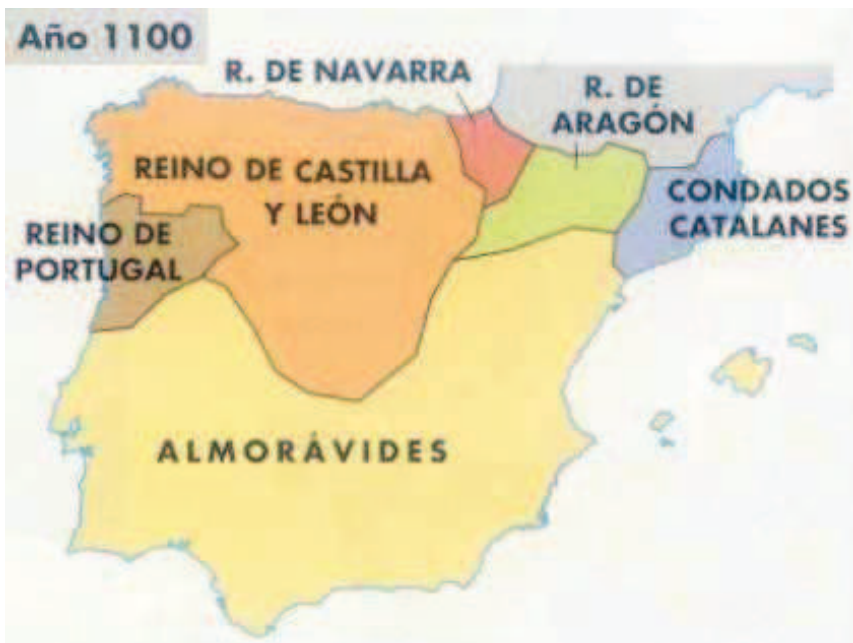 Año 1100
R. DE NAVARRA
R. DE
ARAGÓN
REINO DE CASTILLA
Y LEÓN
CONDADOS
CATALANES
REINO DE
PORTUGAL
ALMORÁVIDES